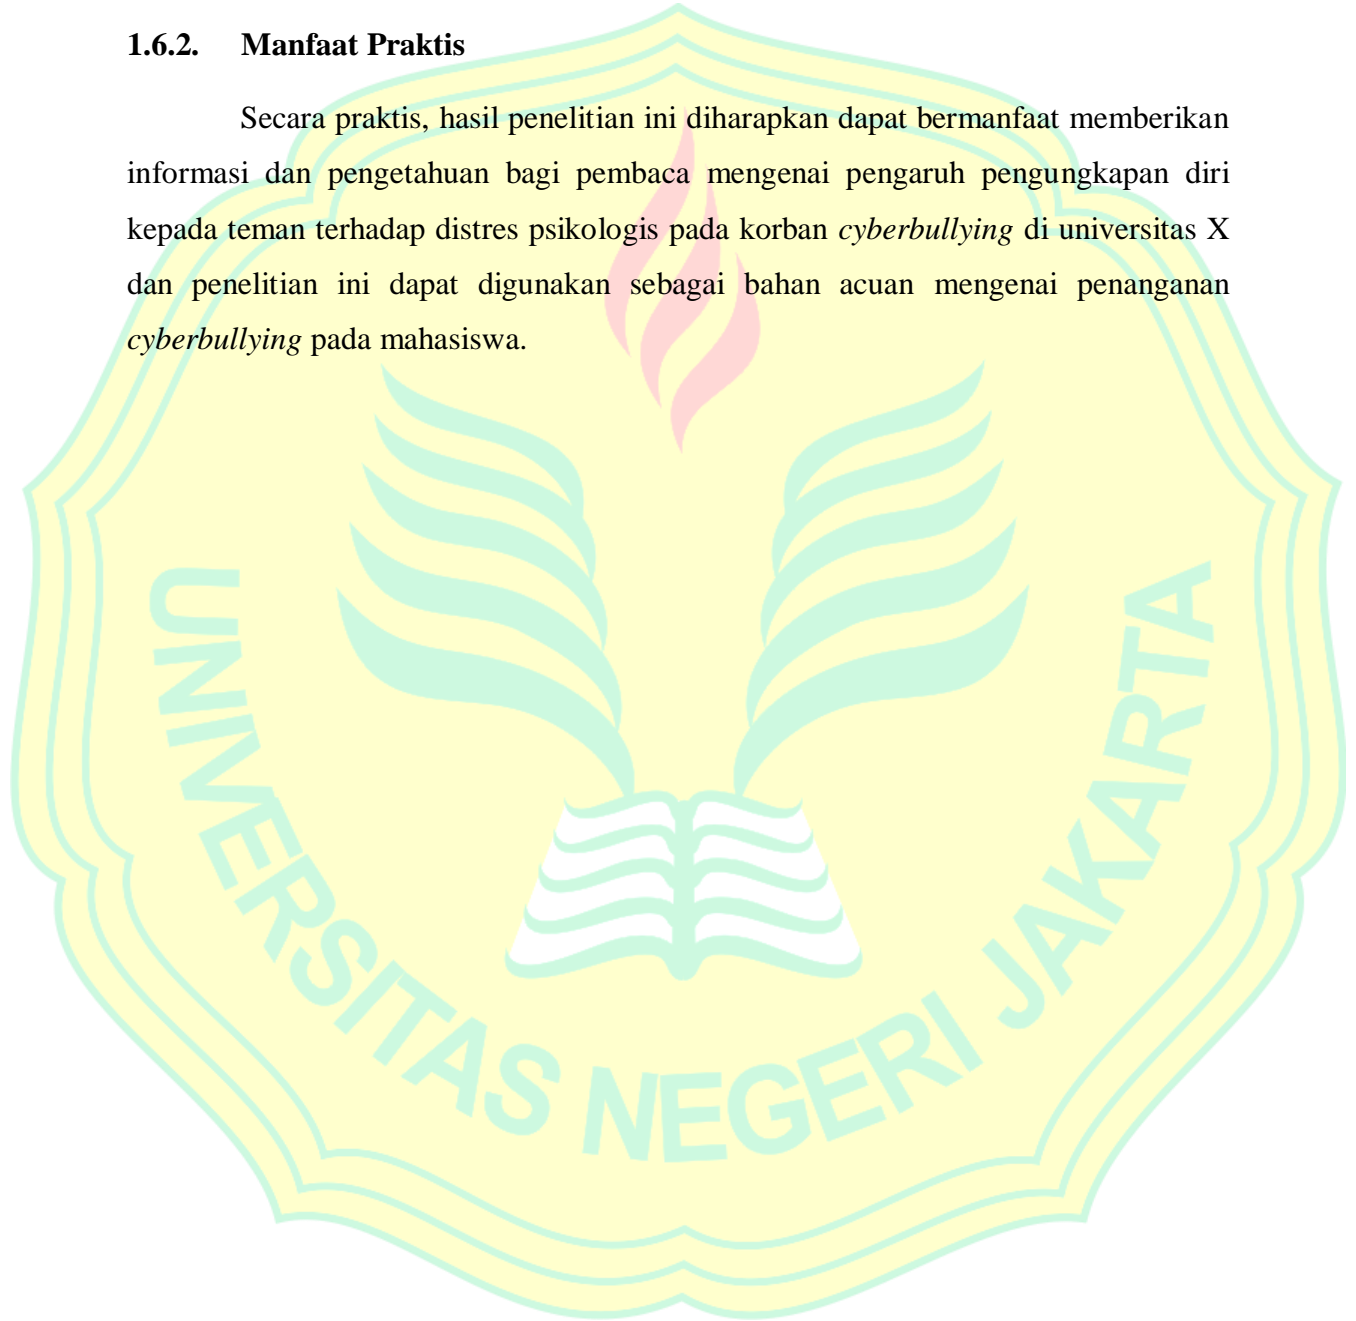 1.6.2. Manfaat Praktis
Secara praktis, hasil penelitian ini diharapkan dapat bermanfaat memberikan
informasi dan pengetahuan bagi pembaca mengenai pengaruh pengungkapan diri
kepada teman terhadap distres psikologis pada korban cyberbullying di universitas X
dan penelitian ini dapat digunakan sebagai bahan acuan mengenai penanganan
cyberbullying pada mahasiswa.
UNIVERSITAS NEGERI JAKARTA